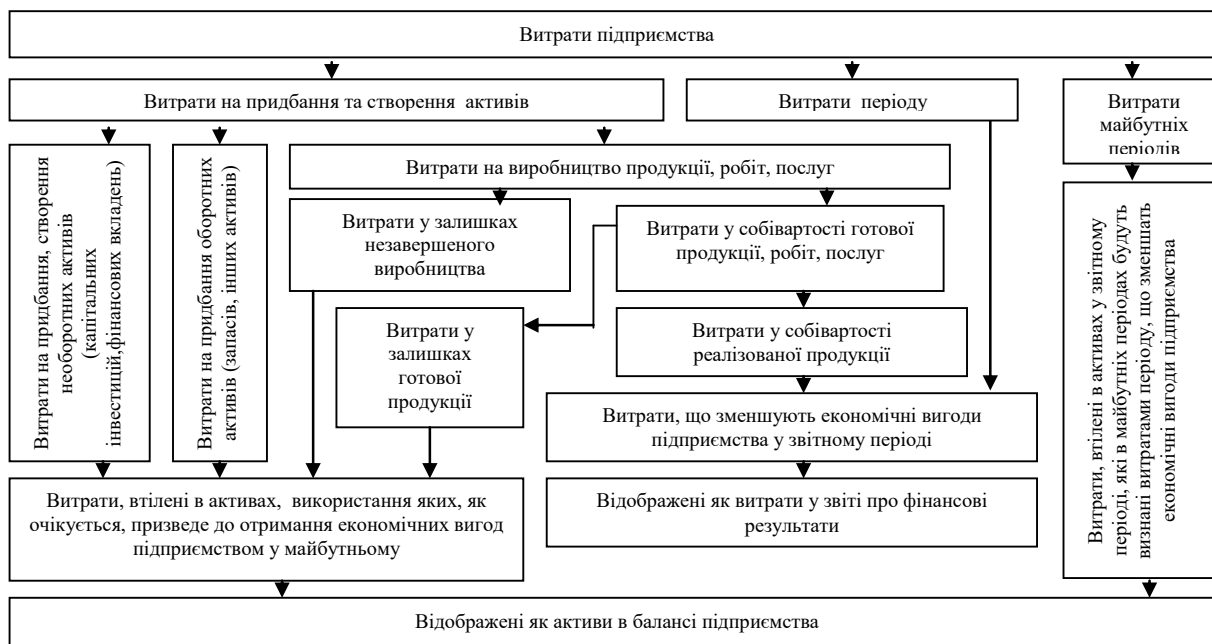 Витрати підприємства
Витрати на придбання та створення активів
Витрати періоду
Витрати
майбутніх
періодів
Витрати на придбання, створення
необоротних активів
(капітальних
інвестицій,фінансових вкладень)
Витрати на придбання оборотних
активів (запасів, інших активів)
Витрати на виробництво продукції, робіт, послуг
Витрати у залишках
незавершеного
виробництва
Витрати у собівартості готової
продукції, робіт, послуг
Витрати у
залишках
готової
продукції
Витрати у собівартості
реалізованої продукції
Витрати, що зменшують економічні вигоди
підприємства у звітному періоді
Витрати, втілені в активах у звітному
періоді, які в майбутніх періодах будуть
визнані витратами періоду, що зменшать
економічні вигоди підприємства
Витрати, втілені в активах, використання яких, як
очікується, призведе до отримання економічних вигод
підприємством у майбутньому
Відображені як витрати у звіті про фінансові
результати
Відображені як активи в балансі підприємства